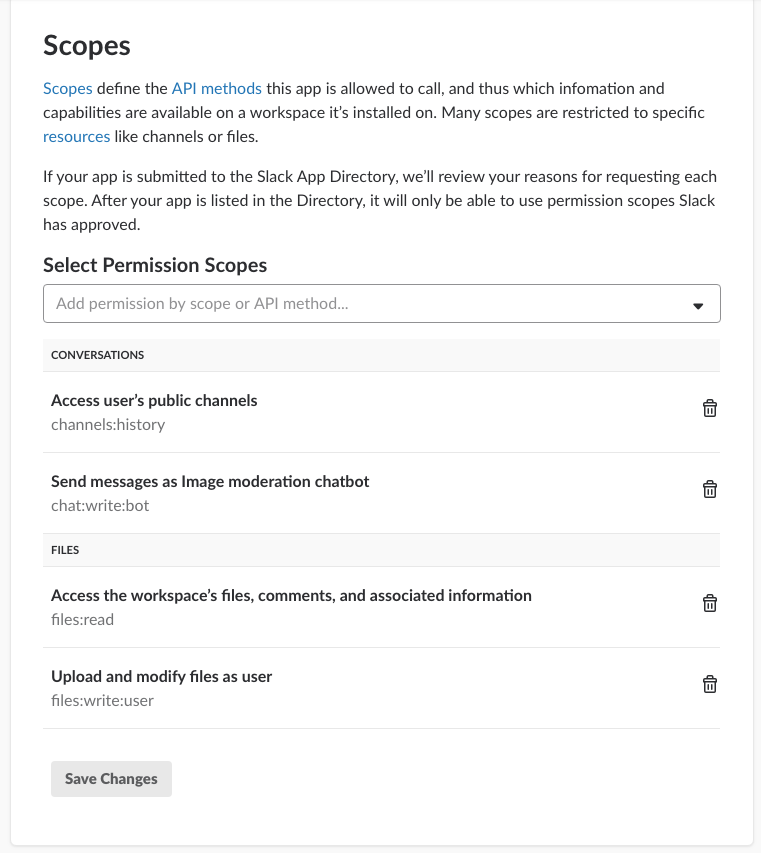 Scopes
Scopes define the API methods this app is allowed to call, and thus which infomation and
capabilities are available on a workspace it's installed on. Many scopes are restricted to specific
resources like channels or files.
If your app is submitted to the Slack App Directory, we'll review your reasons for requesting each
scope. After your app is listed in the Directory, it will only be able to use permission scopes Slack
has approved.
Select Permission Scopes
Add permission by scope or API method...
CONVERSATIONS
Access user's public channels
channels:history
Send messages as Image moderation chatbot
chat:write:bot
FILES
Access the workspace's files, comments, and associated information
files:read
Upload and modify files as user
files:write:user
Save Changes